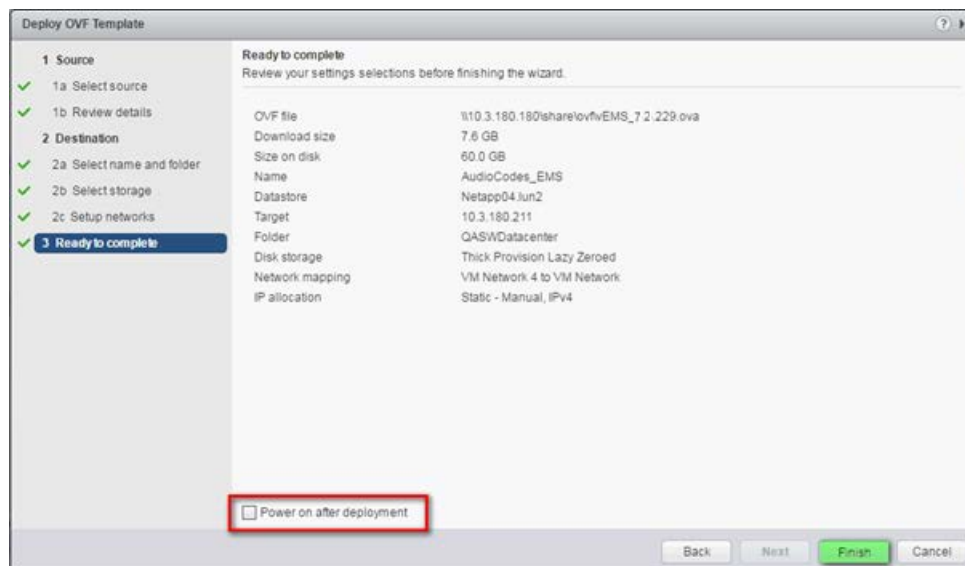 Deploy OVF Template
?
1 Source
1a Select source
1b Review details
2 Destination
2a Select name and folder
2b Select storage
2c Setup networks
3 Ready to complete
Ready to complete
Review your settings selections before finishing the wizard.
OVF file \\10.3.180.180\share\ovf\vEMS_7.2.229.ova
Download size 7.6 GB
Size on disk 60.0 GB
Name AudioCodes_EMS
Datastore Netapp04.lun2
Target 10.3.180.211
Folder QASWDatacenter
Disk storage Thick Provision Lazy Zeroed
Network mapping VM Network 4 to VM Network
IP allocation Static - Manual, IPv4
Power on after deployment
Back Next Finish Cancel